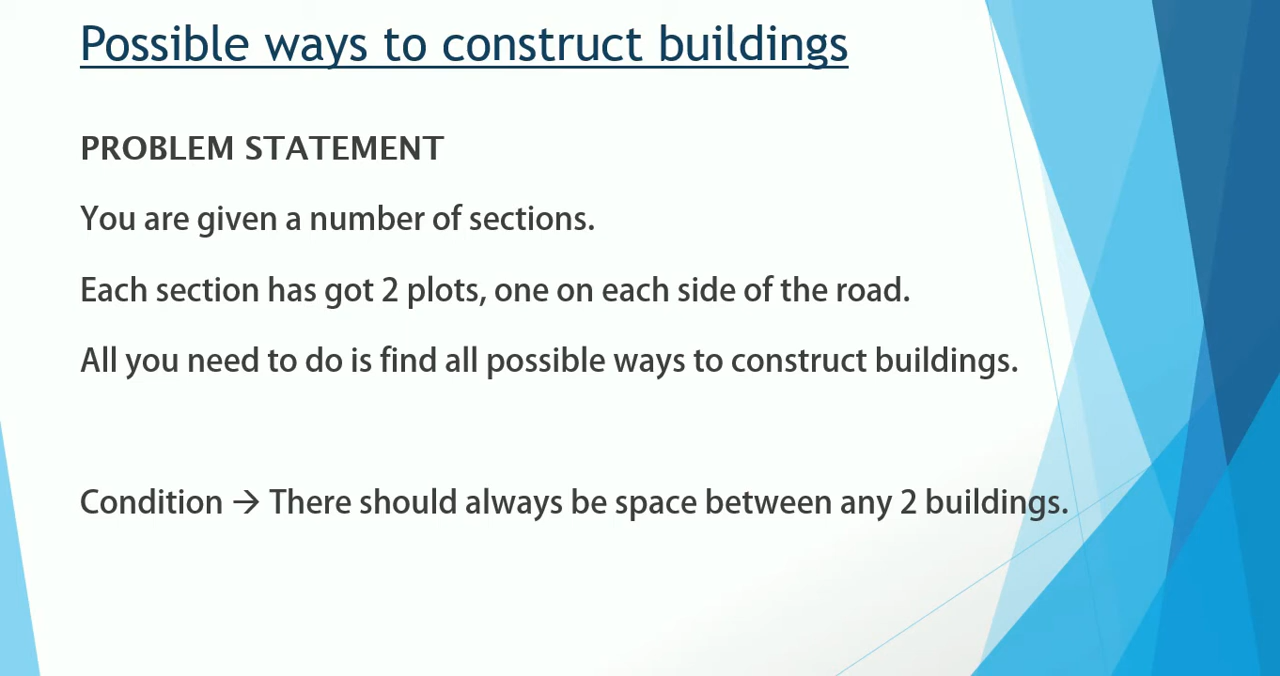 Possible ways to construct buildings
PROBLEM STATEMENT
You are given a number of sections.
Each section has got 2 plots, one on each side of the road.
All you need to do is find all possible ways to construct buildings.
Condition → There should always be space between any 2 buildings.